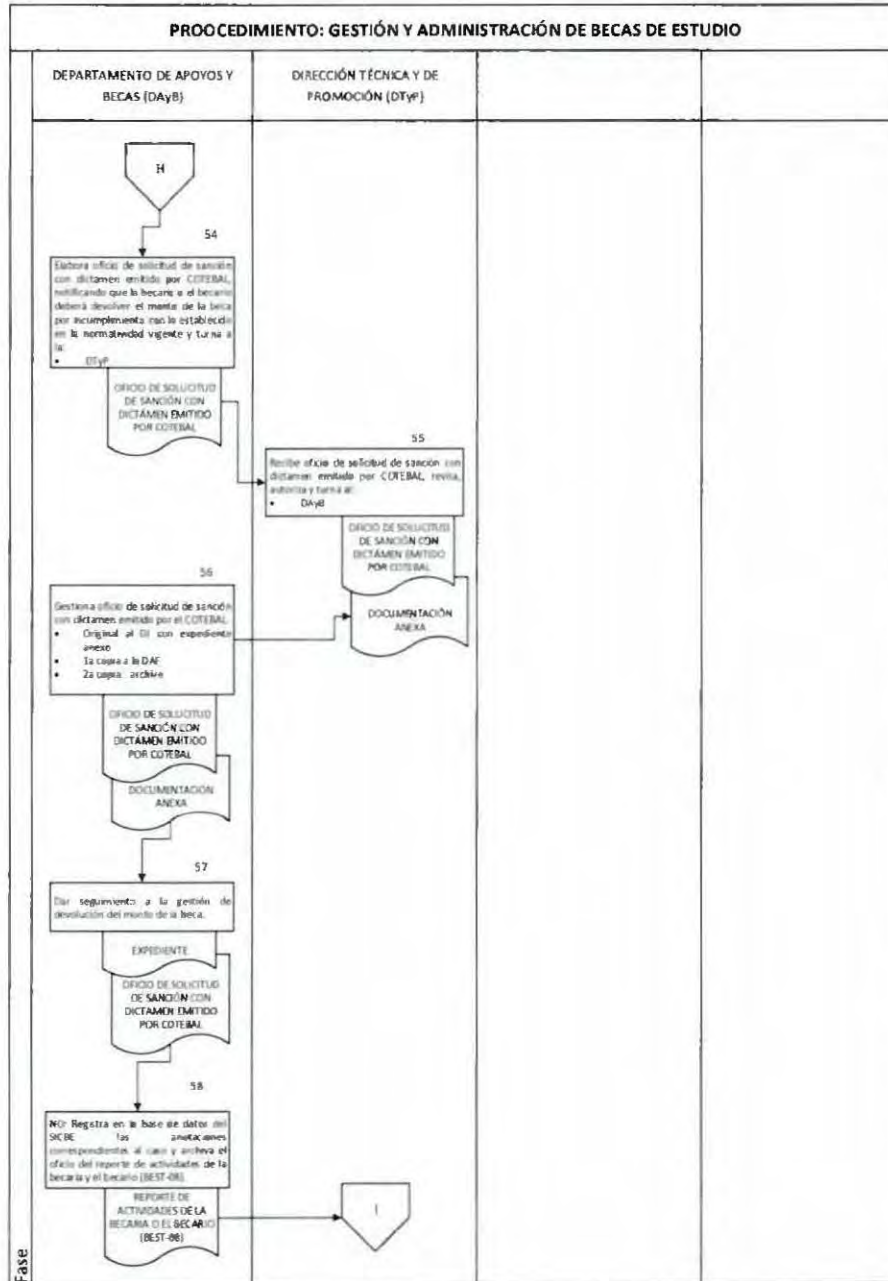 PROOCEDIMIENTO: GESTIÓN Y ADMINISTRACIÓN DE BECAS DE ESTUDIO
DEPARTAMENTO DE APOYOS Y
BECAS (DAyB)
DIRECCIÓN TÉCNICA Y DE
PROMOCIÓN (DTyP)
H
54
Elabora oficio de solicitud de sanción
con dictamen emitido por COTEBAL,
notificando que la becaria o el becario
deberá devolver el monto de la beca
por incumplimiento con lo establecido
en la normatividad vigente y turna a
la:
• DTyP
OFICIO DE SOLUCITUD
DE SANCIÓN CON
DICTÁMEN EMITIDO
POR COTEBAL
55
Recibe oficio de solicitud de sanción con
dictamen emitido por COTEBAL, revisa,
autoriza y turna al:
• DAyB
OFICIO DE SOLUCITUD
DE SANCIÓN CON
DICTÁMEN EMITIDO
POR COTEBAL
DOCUMENTACIÓN
ANEXA
56
Gestiona oficio de solicitud de sanción
con dictamen emitido por el COTEBAL
• Original al DI con expediente
anexo
• 1a copia a la DAF
• 2a copia: archivo
OFICIO DE SOLUCITUD
DE SANCIÓN CON
DICTÁMEN EMITIDO
POR COTEBAL
DOCUMENTACIÓN
ANEXA
57
Dar seguimiento a la gestión de
devolución del monto de la beca.
EXPEDIENTE
OFICIO DE SOLICITUD
DE SANCIÓN CON
DICTAMEN EMITIDO
POR COTEBAL
58
NO: Registra en la base de datos del
SICBE las anotaciones
correspondientes al caso y archiva el
oficio del reporte de actividades de la
becaria y el becario (BEST-08).
REPORTE DE
ACTIVIDADES DE LA
BECARIA O EL BECARIO
(BEST-08)
I
Fase